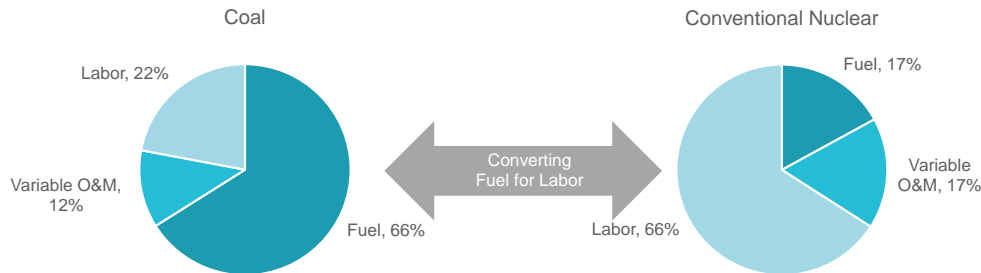 Coal
Labor, 22%
Variable O&M,
12%
Fuel, 66%
Converting
Fuel for Labor
Conventional Nuclear
Fuel, 17%
Variable
O&M, 17%
Labor, 66%